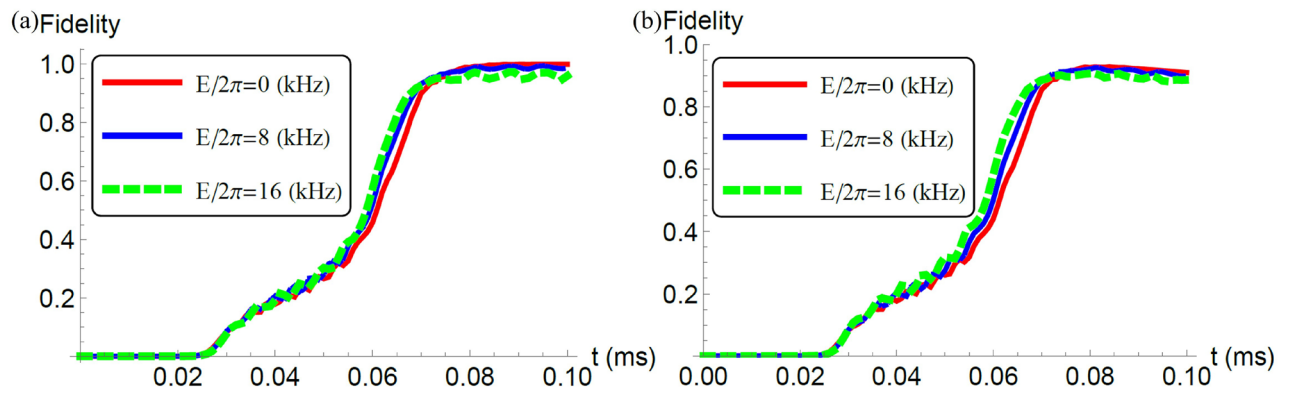 (a) Fidelity
1.0
0.8
0.6
0.4
0.2
0.02 0.04 0.06 0.08 0.10
t (ms)
E/2π=0 (kHz)
E/2π=8 (kHz)
E/2π=16 (kHz)
(b) Fidelity
1.0
0.8
0.6
0.4
0.2
0.00 0.02 0.04 0.06 0.08 0.10
t (ms)
E/2π=0 (kHz)
E/2π=8 (kHz)
E/2π=16 (kHz)